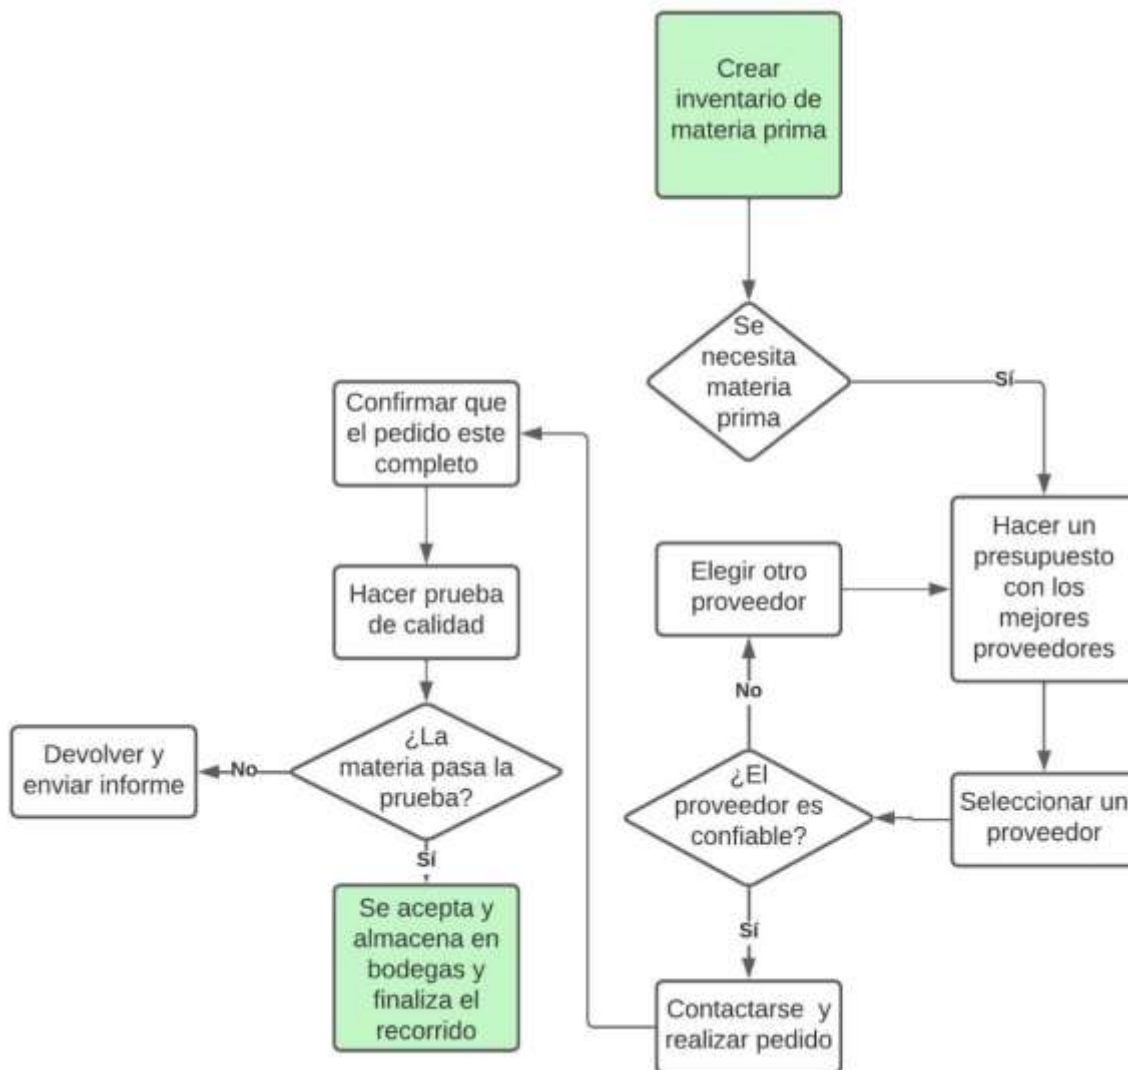 Crear
inventario de
materia prima
Se
necesita
materia
prima
Sí
Hacer un
presupuesto
con los
mejores
proveedores
Seleccionar un
proveedor
¿El
proveedor es
confiable?
No
Elegir otro
proveedor
Sí
Contactarse y
realizar pedido
Confirmar que
el pedido este
completo
Hacer prueba
de calidad
¿La
materia pasa la
prueba?
No
Devolver y
enviar informe
Sí
Se acepta y
almacena en
bodegas y
finaliza el
recorrido